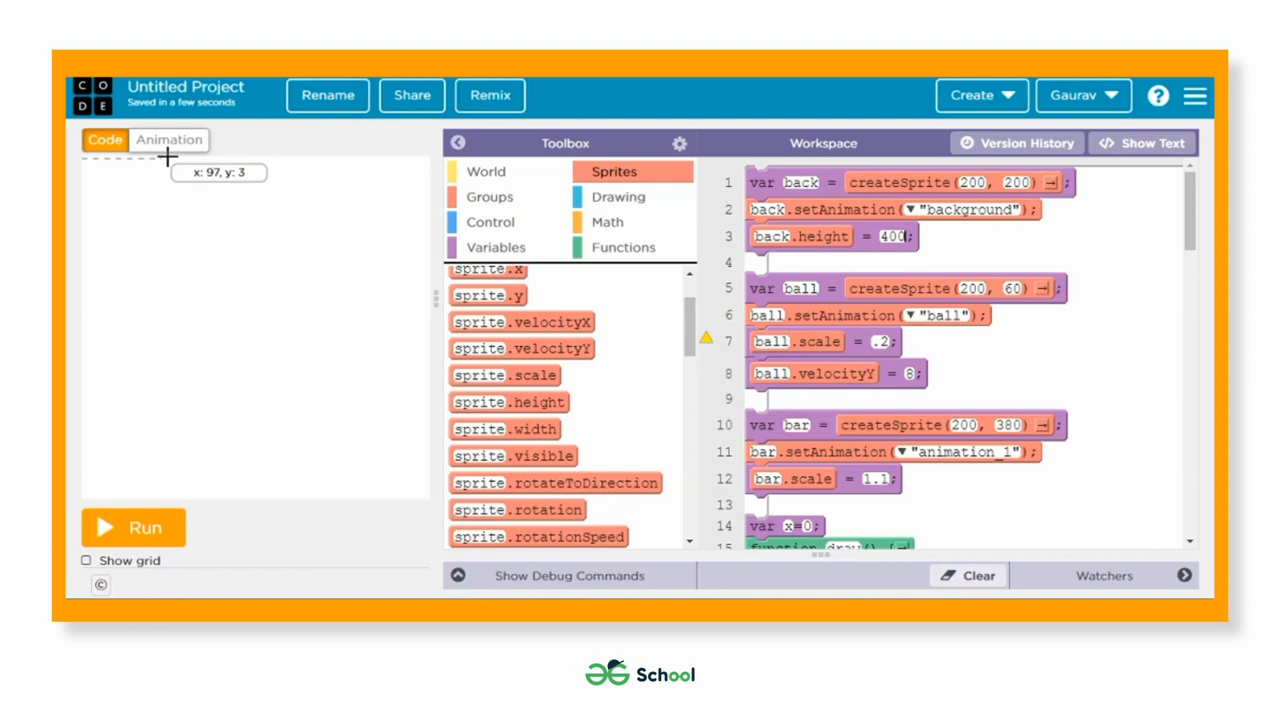 CODE
Untitled Project
Saved in a few seconds
Rename
Share
Remix
Create
Gaurav
?
Code
Animation
x: 97, y: 3
Run
Show grid
©
Toolbox
World
Sprites
Groups
Drawing
Control
Math
Variables
Functions
sprite.x
sprite.y
sprite.velocityX
sprite.velocityY
sprite.scale
sprite.height
sprite.width
sprite.visible
sprite.rotateToDirection
sprite.rotation
sprite.rotationSpeed
Show Debug Commands
Workspace
Version History
</> Show Text
1 var back = createSprite(200, 200);
2 back.setAnimation("background");
3 back.height = 400;
4
5 var ball = createSprite(200, 60);
6 ball.setAnimation("ball");
7 ball.scale = .2;
8 ball.velocityY = 8;
9
10 var bar = createSprite(200, 380);
11 bar.setAnimation("animation_1");
12 bar.scale = 1.1;
13
14 var x=0;
15 function draw() {
Clear
Watchers
School